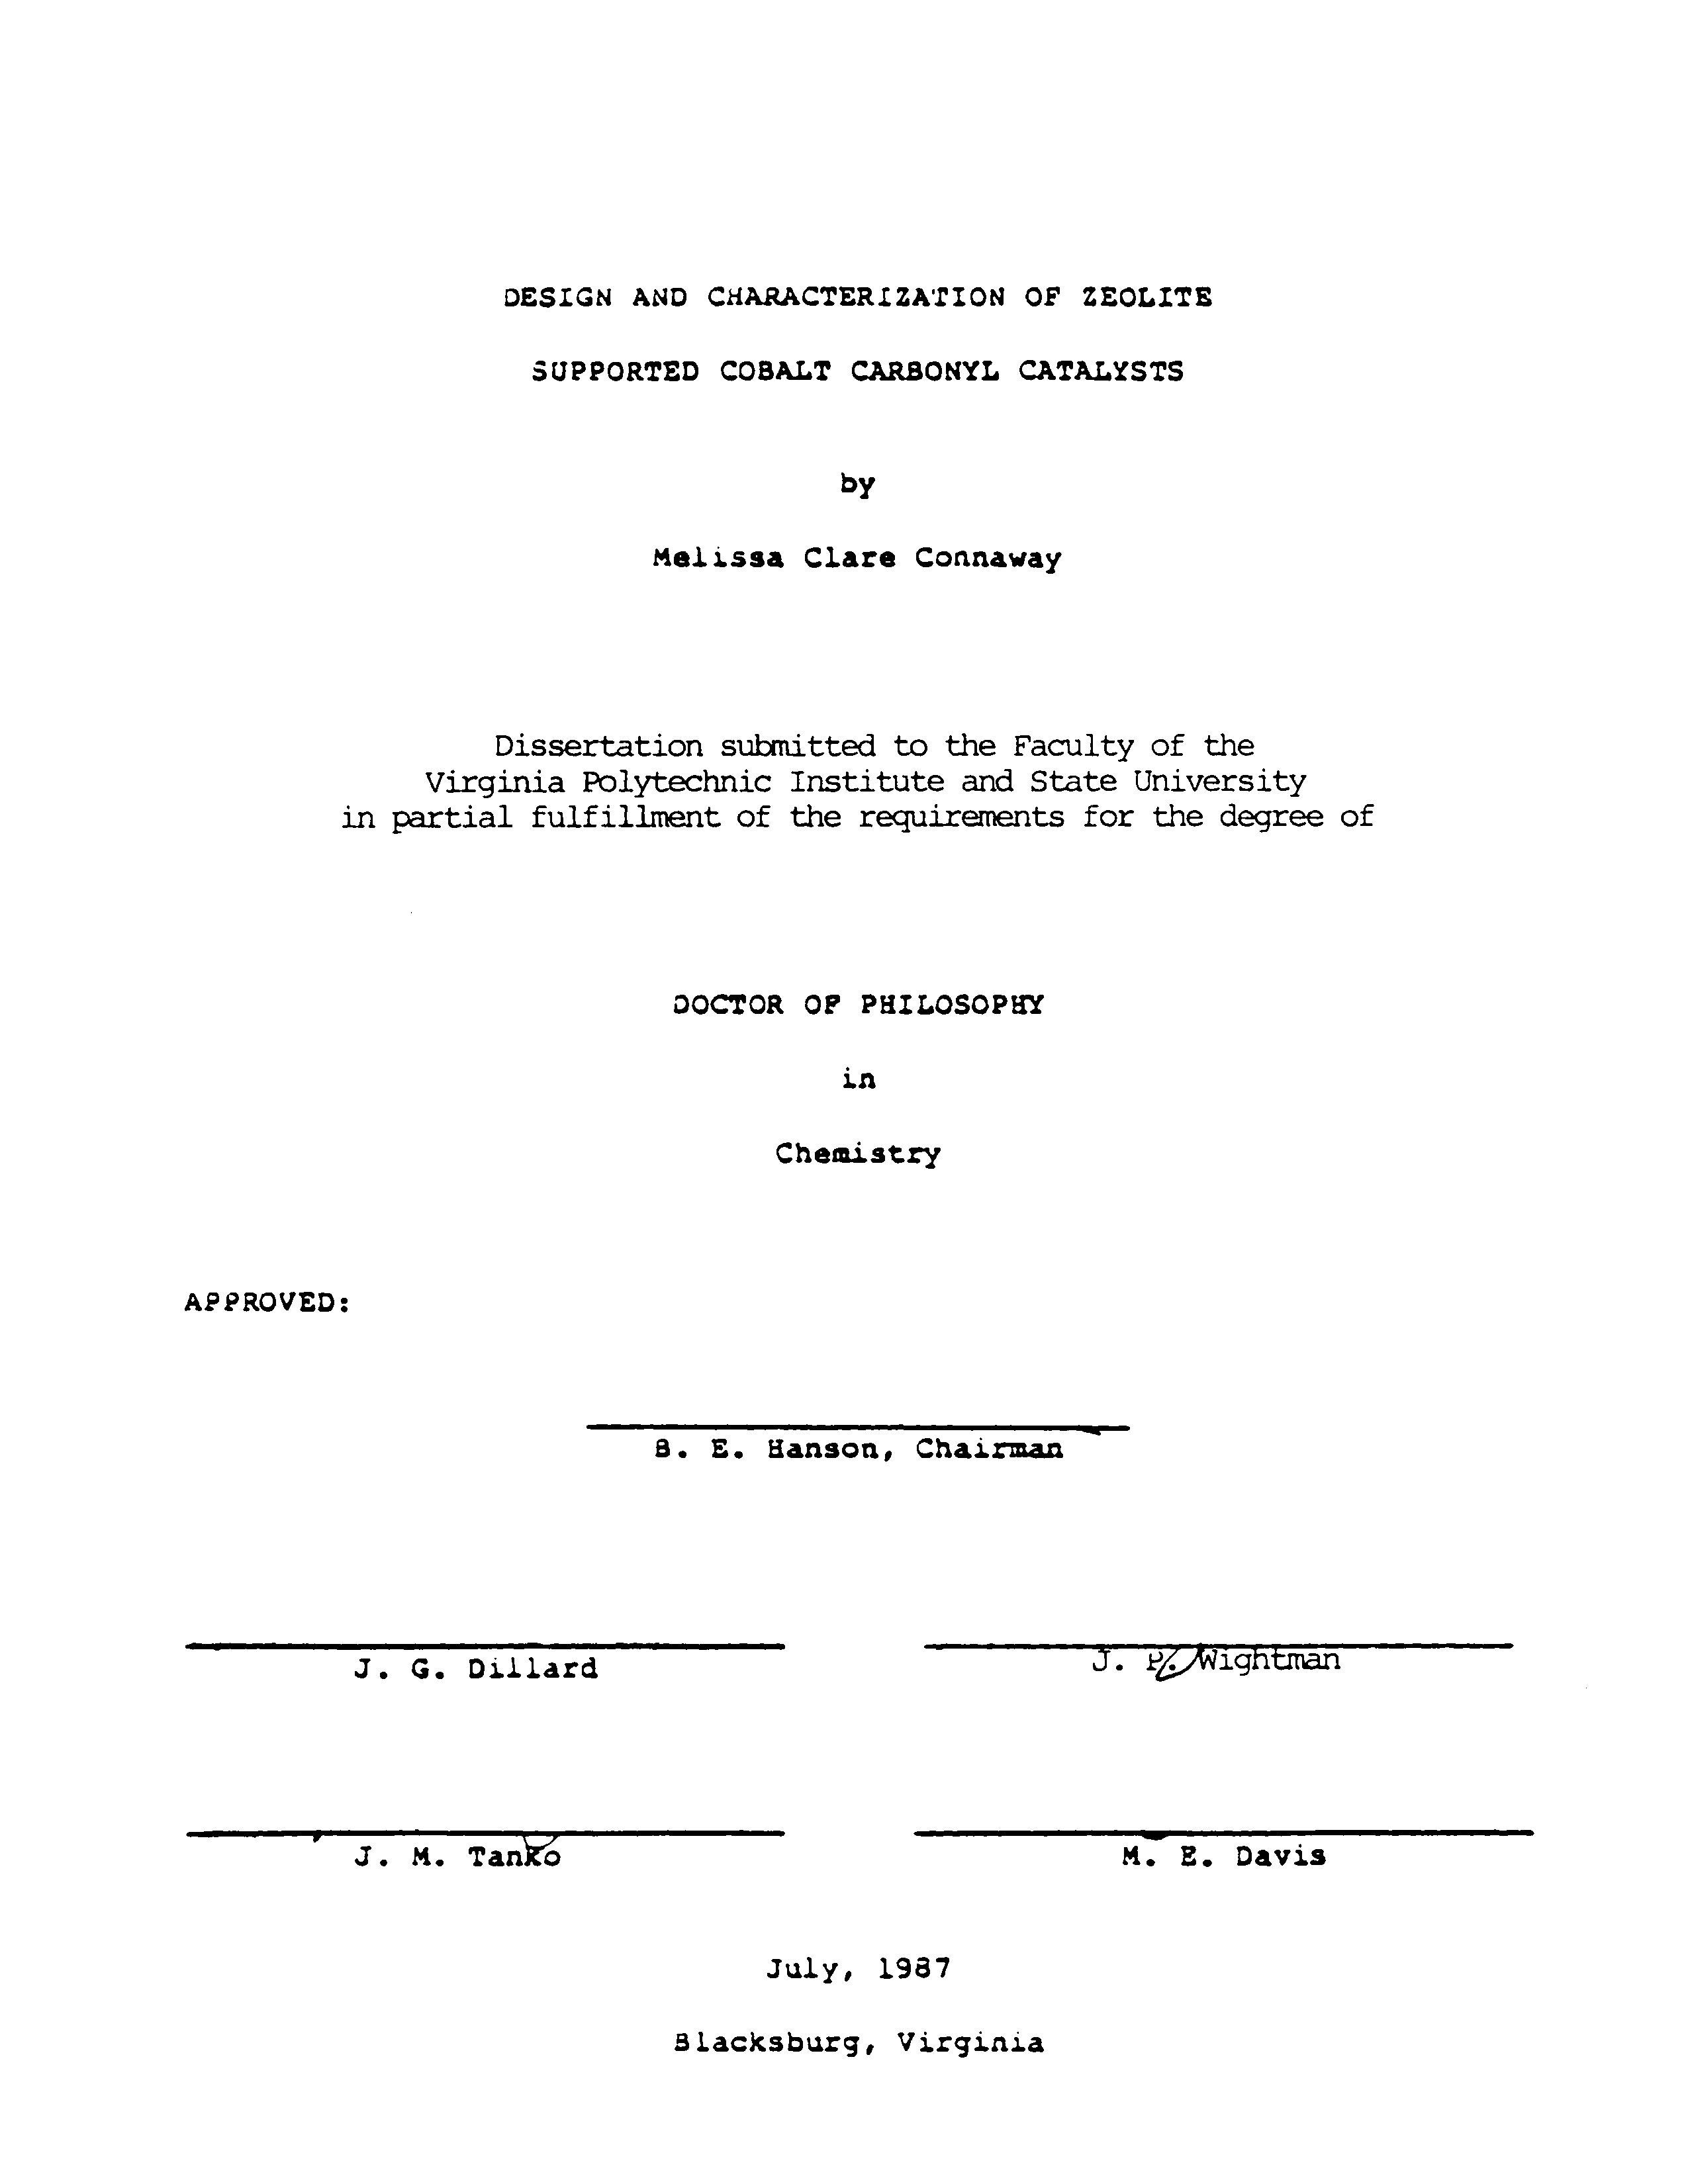 DESIGN AND CHARACTERIZATION OF ZEOLITE
SUPPORTED COBALT CARBONYL CATALYSTS
by
Melissa Clare Connaway
Dissertation submitted to the Faculty of the
Virginia Polytechnic Institute and State University
in partial fulfillment of the requirements for the degree of
DOCTOR OF PHILOSOPHY
in
Chemistry
APPROVED:
B. E. Hanson, Chairman
J. G. Dillard
J. P. Wightman
J. M. Tanko
M. E. Davis
July, 1987
Blacksburg, Virginia